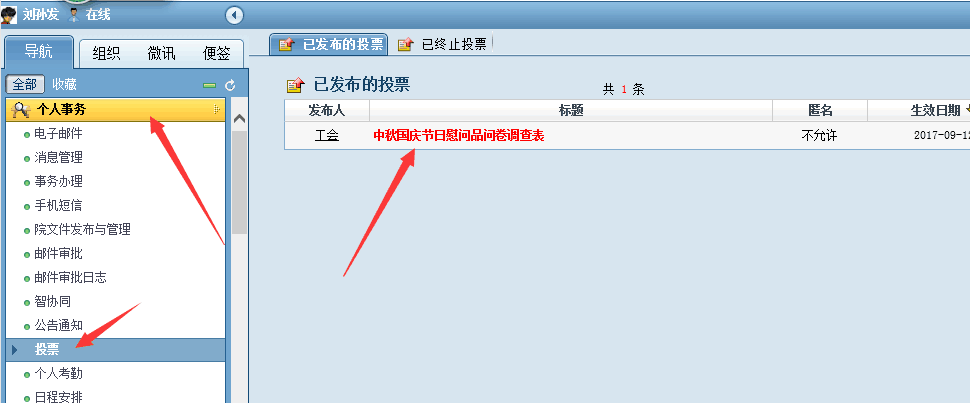 刘孙发 在线
导航 组织 微讯 便签
全部 收藏
个人事务
电子邮件
消息管理
事务办理
手机短信
院文件发布与管理
邮件审批
邮件审批日志
智协同
公告通知
投票
个人考勤
日程安排
已发布的投票 已终止投票
已发布的投票 共 1 条
发布人 标题 匿名 生效日期
工会 中秋国庆节日慰问品问卷调查表 不允许 2017-09-12